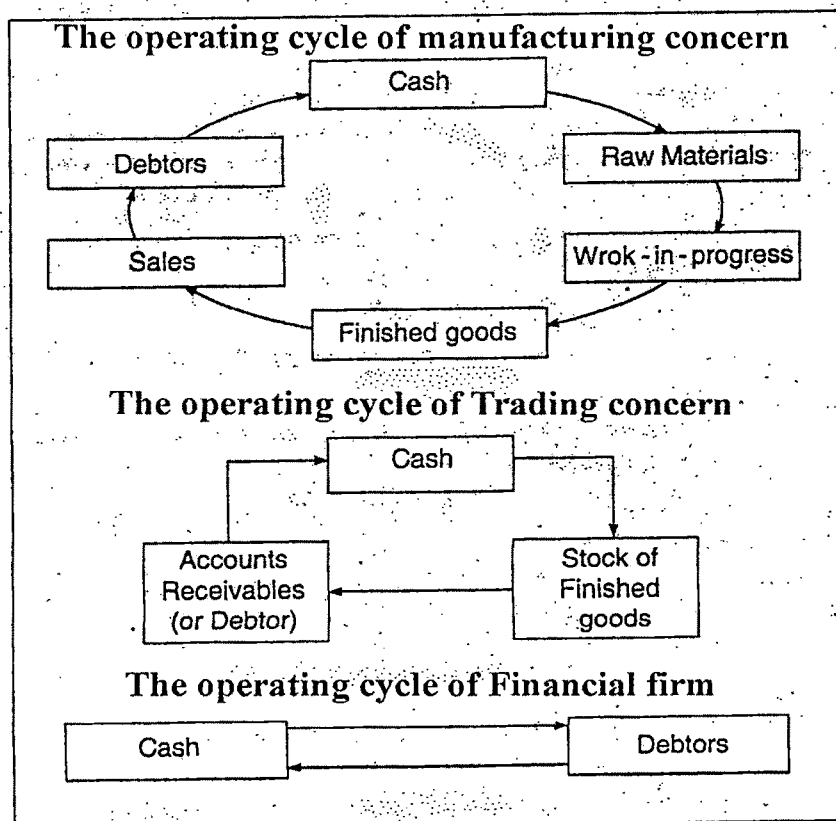 The operating cycle of manufacturing concern
Cash
Debtors
Raw Materials
Sales
Wrok-in-progress
Finished goods
The operating cycle of Trading concern
Cash
Accounts
Receivables
(or Debtor)
Stock of
Finished
goods
The operating cycle of Financial firm
Cash
Debtors